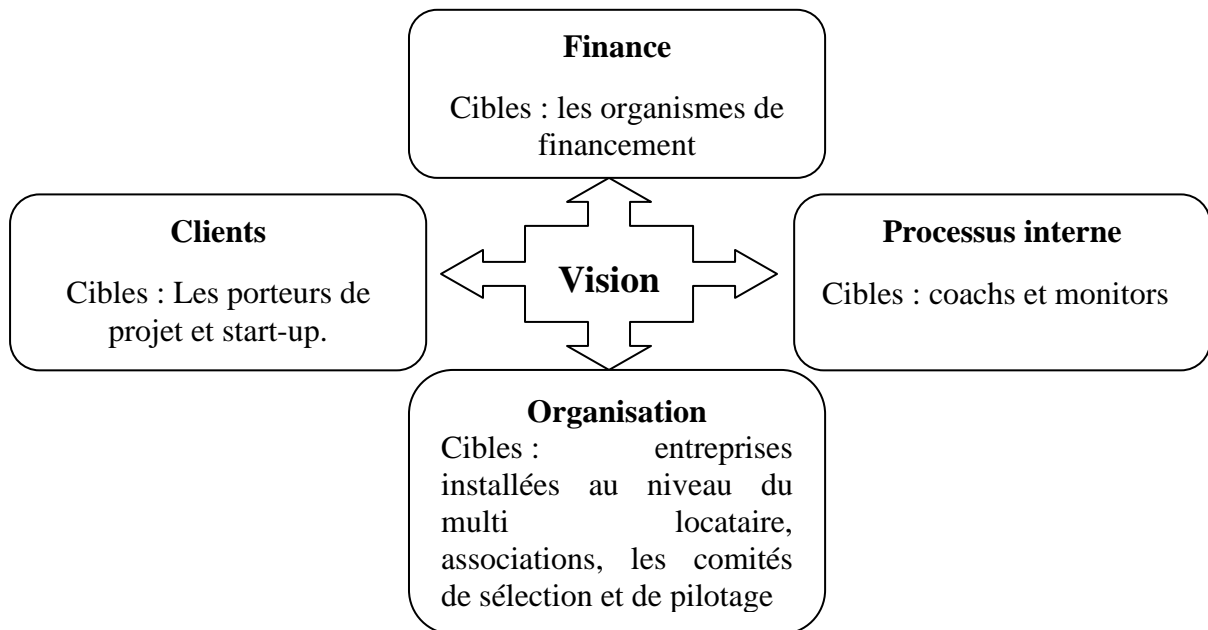 Finance
Cibles : les organismes de
financement
Clients
Cibles : Les porteurs de
projet et start-up.
Vision
Processus interne
Cibles : coachs et monitors
Organisation
Cibles : entreprises
installées au niveau du
multi locataire,
associations, les comités
de sélection et de pilotage